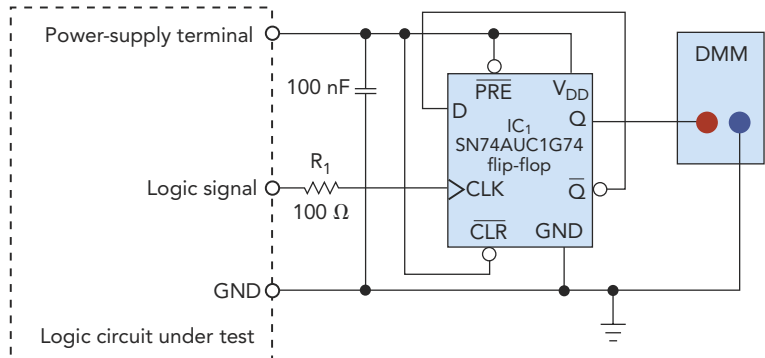 Power-supply terminal
100 nF
R1
Logic signal
100 Ω
GND
Logic circuit under test
PRE
VDD
D
Q
IC1
SN74AUC1G74
flip-flop
CLK
Q
CLR
GND
DMM